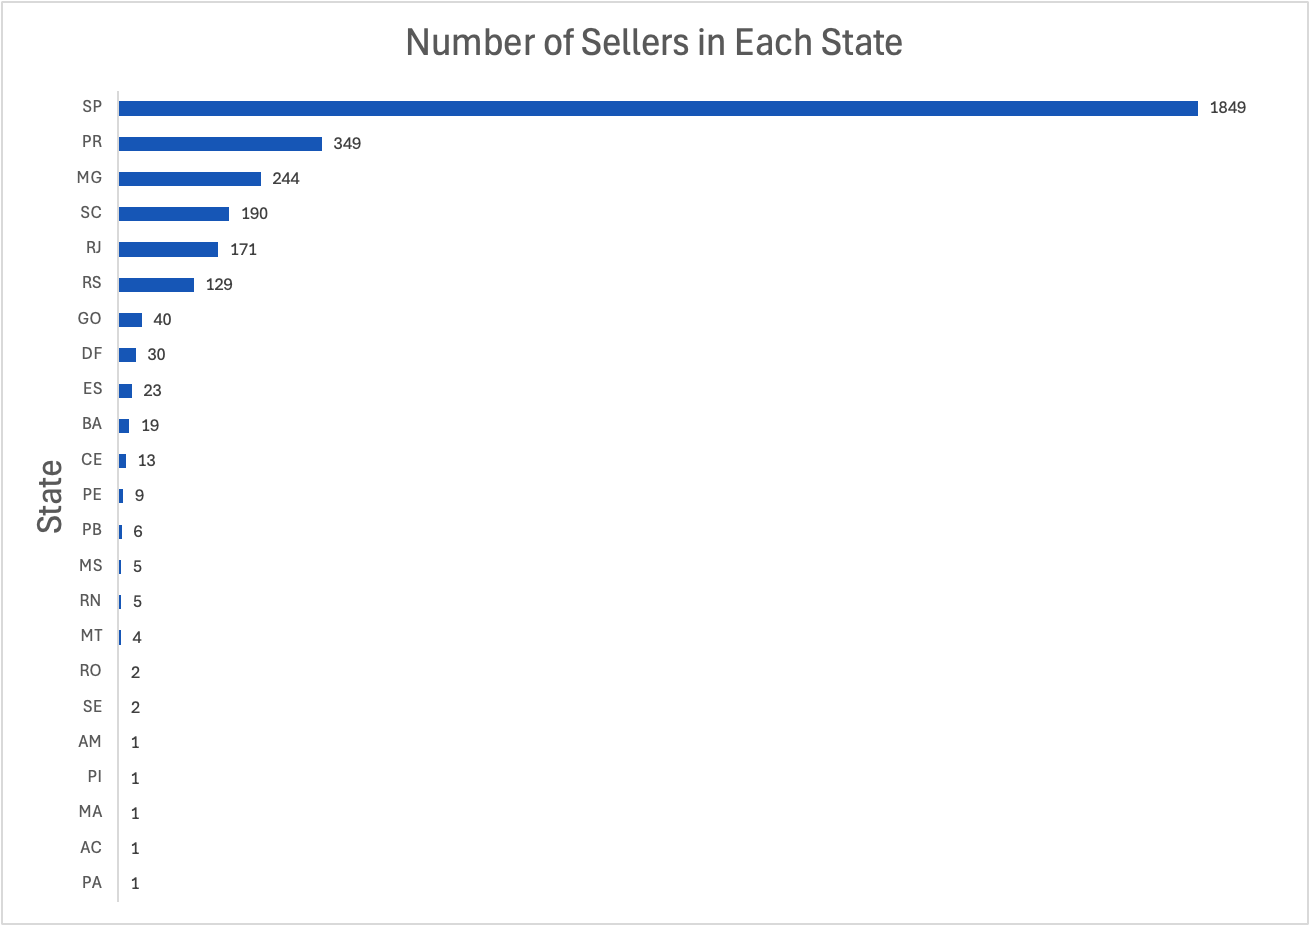 Number of Sellers in Each State
SP 1849
PR 349
MG 244
SC 190
RJ 171
RS 129
GO 40
DF 30
ES 23
BA 19
CE 13
State
PE 9
PB 6
MS 5
RN 5
MT 4
RO 2
SE 2
AM 1
PI 1
MA 1
AC 1
PA 1